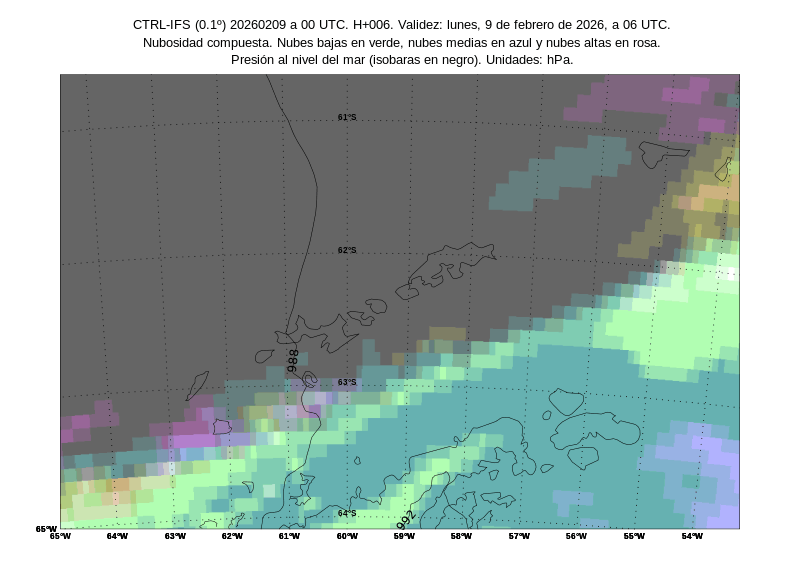 CTRL-IFS (0.1º) 20260209 a 00 UTC. H+006. Validez: lunes, 9 de febrero de 2026, a 06 UTC.
Nubosidad compuesta. Nubes bajas en verde, nubes medias en azul y nubes altas en rosa.
Presión al nivel del mar (isobaras en negro). Unidades: hPa.
61°S
62°S
988
63°S
64°S
992
65°W
65°W 64°W 63°W 62°W 61°W 60°W 59°W 58°W 57°W 56°W 55°W 54°W